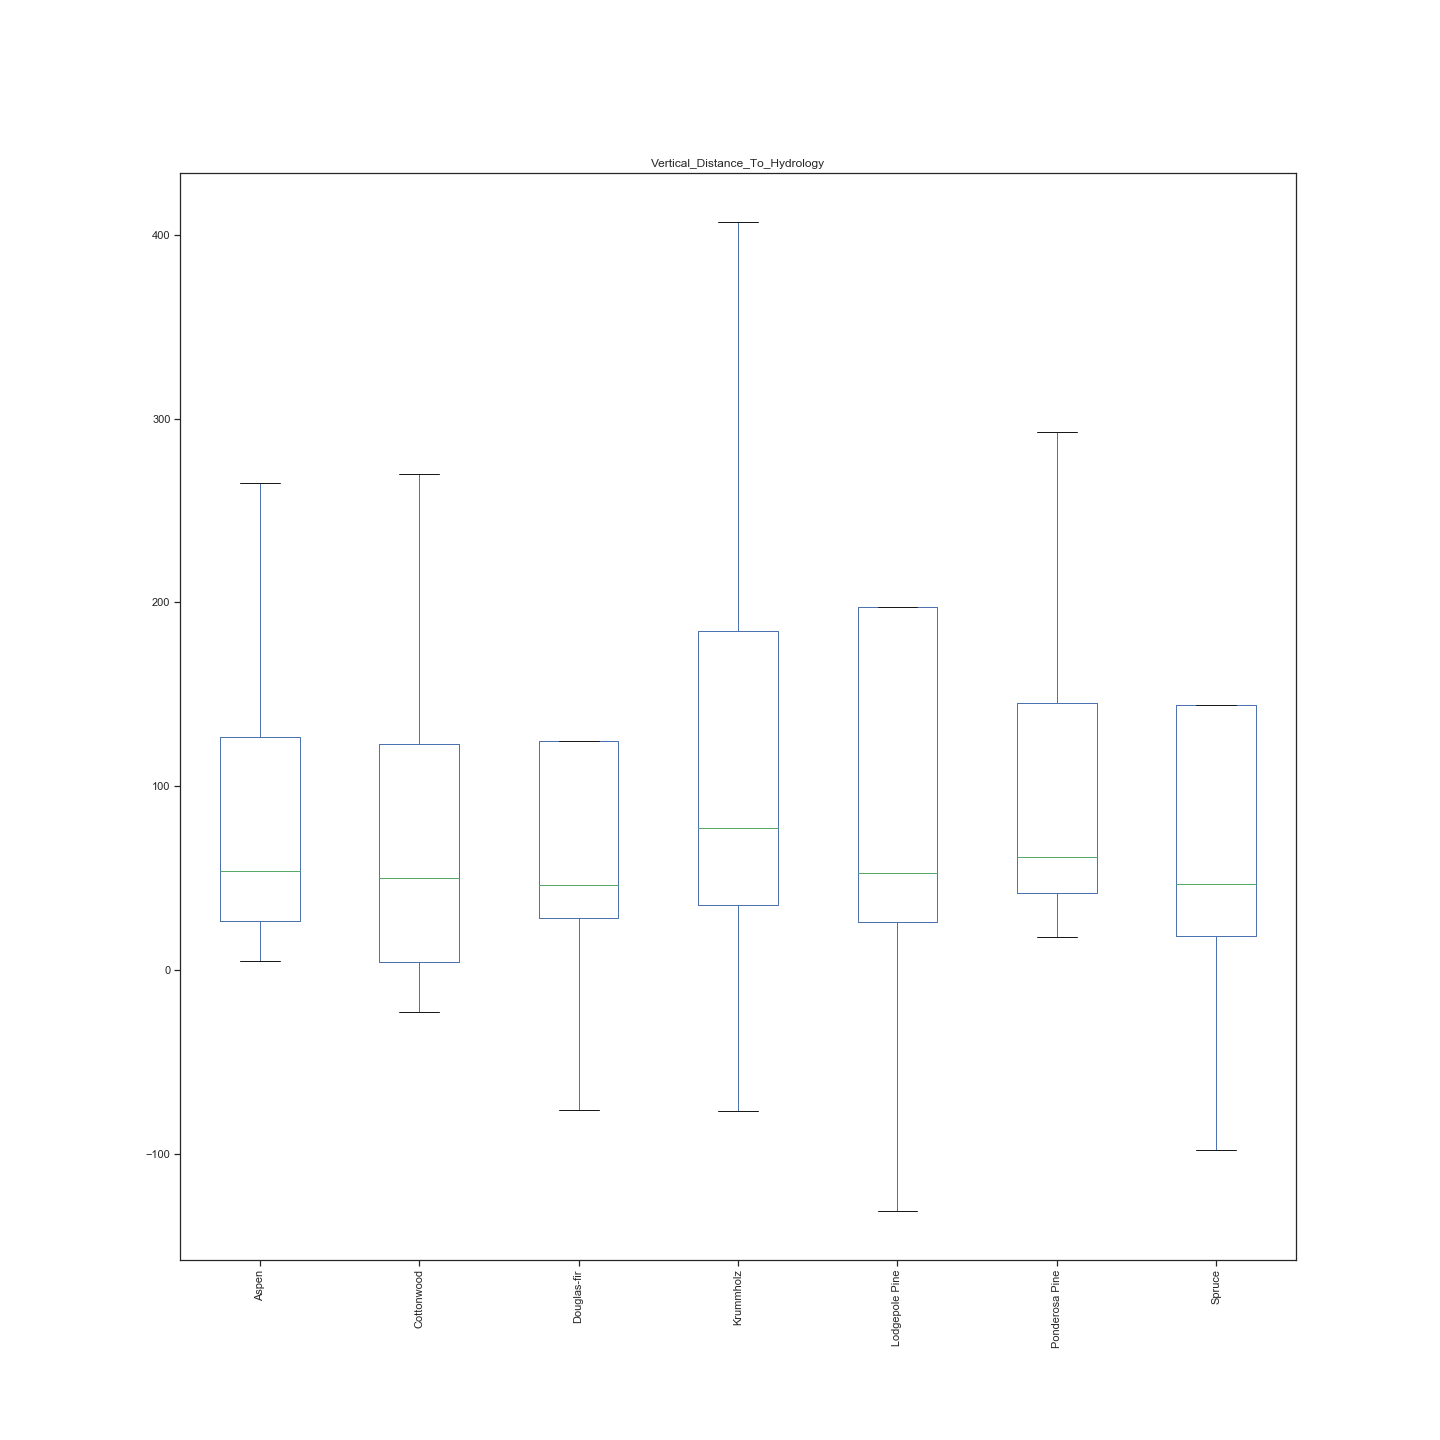 Vertical_Distance_To_Hydrology
400
300
200
100
0
−100
Aspen
Cottonwood
Douglas-fir
Krummholz
Lodgepole Pine
Ponderosa Pine
Spruce